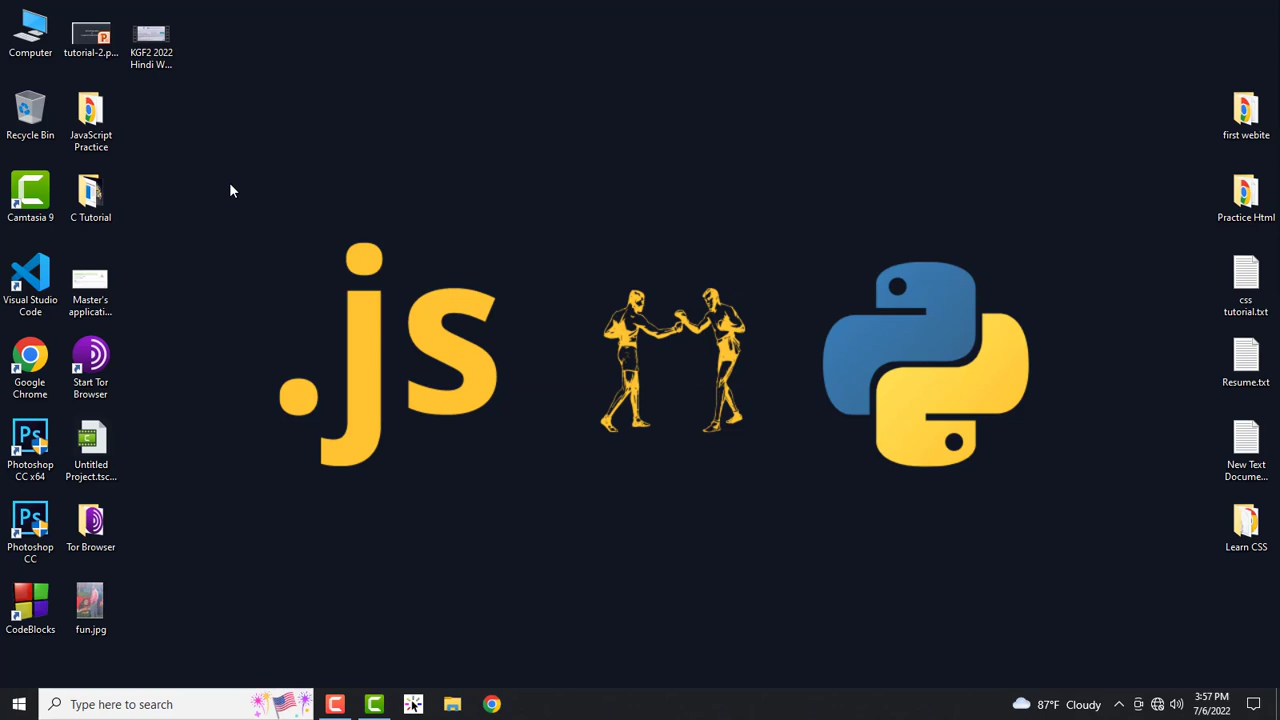 Computer
tutorial-2.p...
KGF2 2022
Hindi W...
Recycle Bin
JavaScript
Practice
first webite
Camtasia 9
C Tutorial
Practice Html
Visual Studio
Code
Master's
applicati...
css
tutorial.txt
.js
Google
Chrome
Start Tor
Browser
Resume.txt
Ps
Photoshop
CC x64
Untitled
Project.tsc...
New Text
Docume...
Ps
Photoshop
CC
Tor Browser
Learn CSS
CodeBlocks
fun.jpg
Type here to search
87°F Cloudy
3:57 PM
7/6/2022